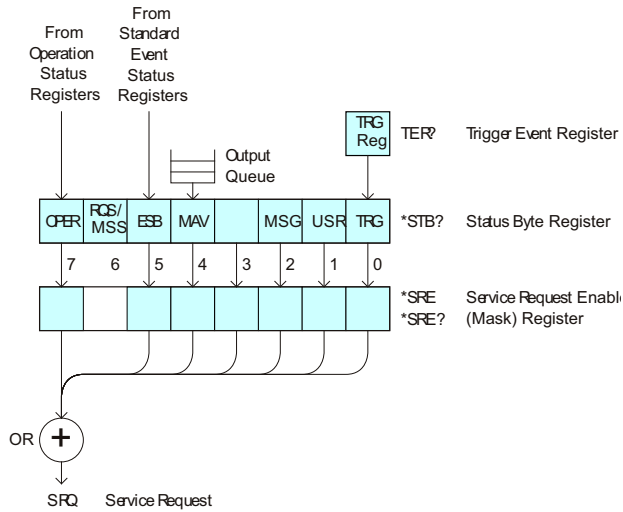 From
Operation
Status
Registers
From
Standard
Event
Status
Registers
Output
Queue
TRG
Reg
TER?
Trigger Event Register
OPER
RQS/
MSS
ESB
MAV
MSG
USR
TRG
*STB?
Status Byte Register
7
6
5
4
3
2
1
0
*SRE
*SRE?
Service Request Enable
(Mask) Register
OR
+
SRQ
Service Request